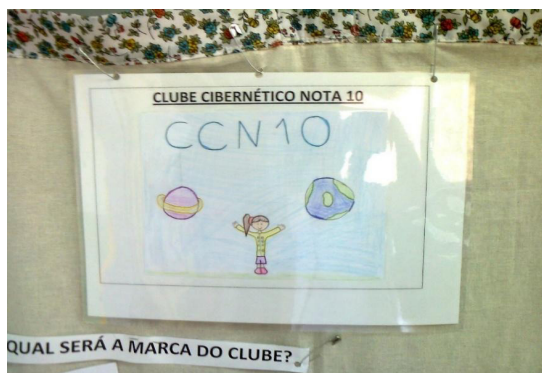 CLUBE CIBERNÉTICO NOTA 10
CCN10
QUAL SERÁ A MARCA DO CLUBE?